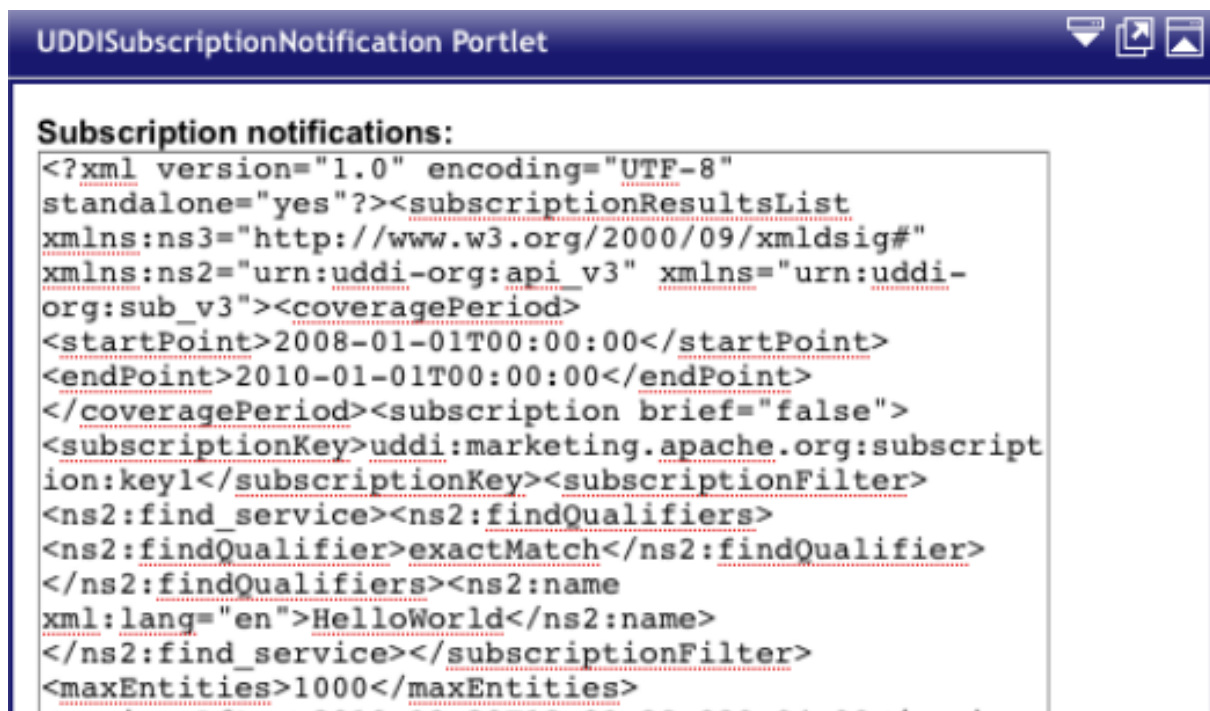 UDDISubscriptionNotification Portlet
Subscription notifications:
<?xml version="1.0" encoding="UTF-8"
standalone="yes"?><subscriptionResultsList
xmlns:ns3="http://www.w3.org/2000/09/xmldsig#"
xmlns:ns2="urn:uddi-org:api_v3" xmlns="urn:uddi-
org:sub_v3"><coveragePeriod>
<startPoint>2008-01-01T00:00:00</startPoint>
<endPoint>2010-01-01T00:00:00</endPoint>
</coveragePeriod><subscription brief="false">
<subscriptionKey>uddi:marketing.apache.org:subscript
ion:key1</subscriptionKey><subscriptionFilter>
<ns2:find_service><ns2:findQualifiers>
<ns2:findQualifier>exactMatch</ns2:findQualifier>
</ns2:findQualifiers><ns2:name
xml:lang="en">HelloWorld</ns2:name>
</ns2:find_service></subscriptionFilter>
<maxEntities>1000</maxEntities>